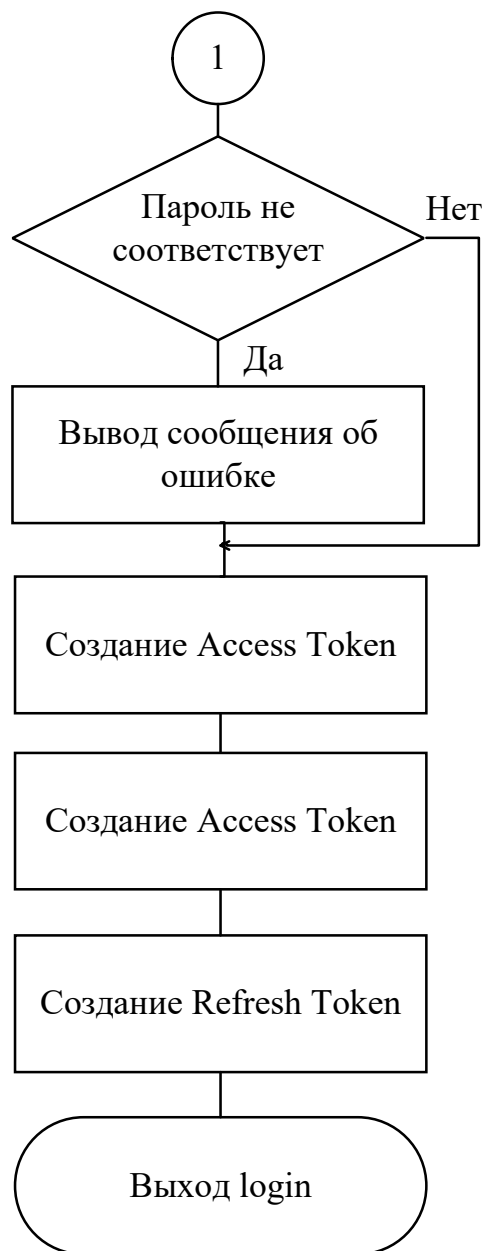 1
Пароль не
соответствует
Нет
Да
Вывод сообщения об
ошибке
Создание Access Token
Создание Access Token
Создание Refresh Token
Выход login